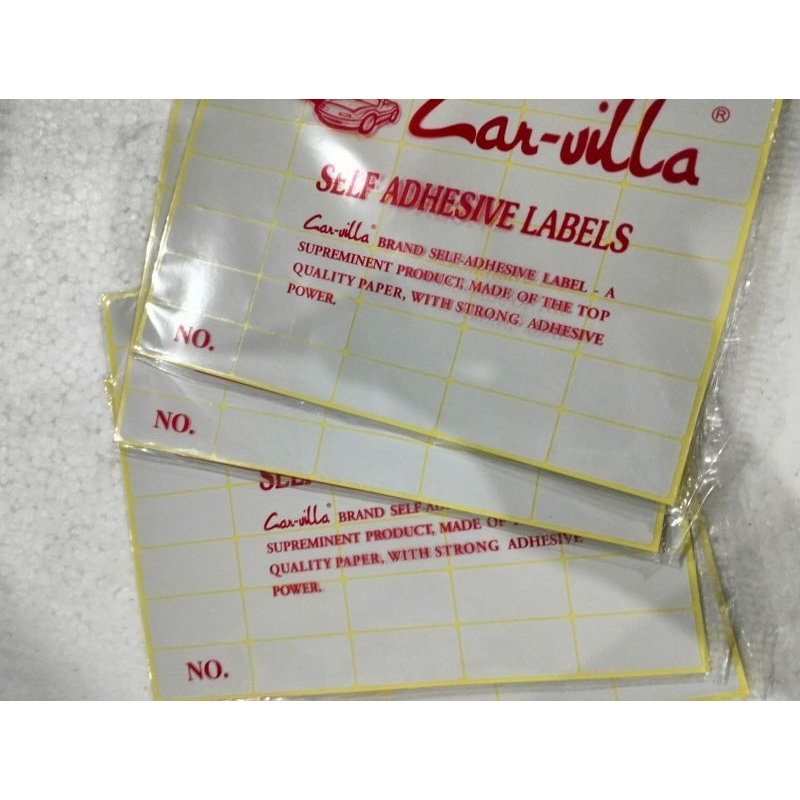 Car-villa ®
SELF ADHESIVE LABELS
Car-villa® BRAND SELF-ADHESIVE LABEL - A
SUPREMINENT PRODUCT, MADE OF THE TOP
QUALITY PAPER, WITH STRONG ADHESIVE
POWER.
NO.
NO.
Car-villa® BRAND SELF-
SUPREMINENT PRODUCT, MADE OF
QUALITY PAPER, WITH STRONG ADHESIVE
POWER.
NO.